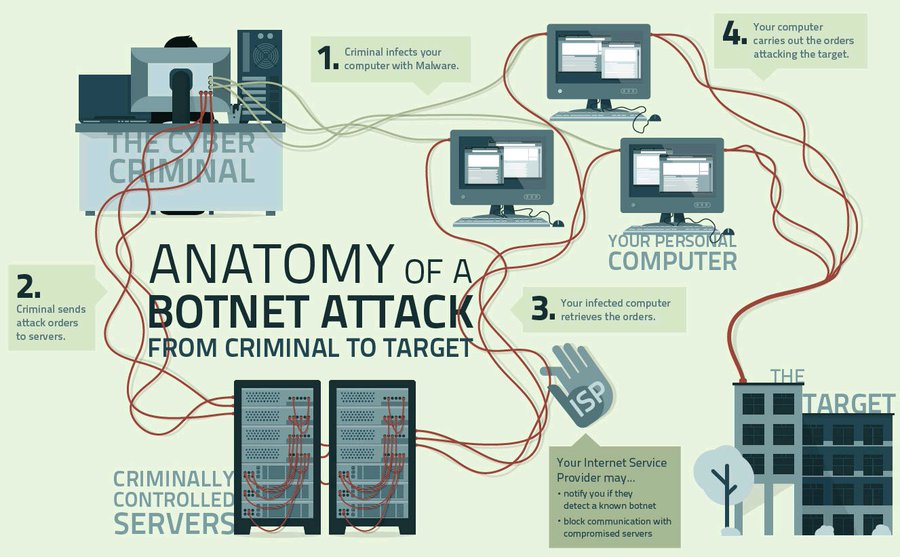 1.
Criminal infects your
computer with Malware.
4.
Your computer
carries out the orders
attacking the target.
THE CYBER
CRIMINAL
YOUR PERSONAL
COMPUTER
ANATOMY OF A
BOTNET ATTACK
FROM CRIMINAL TO TARGET
2.
Criminal sends
attack orders
to servers.
3.
Your infected computer
retrieves the orders.
ISP
THE
TARGET
CRIMINALLY
CONTROLLED
SERVERS
Your Internet Service
Provider may...
• notify you if they
detect a known botnet
• block communication with
compromised servers